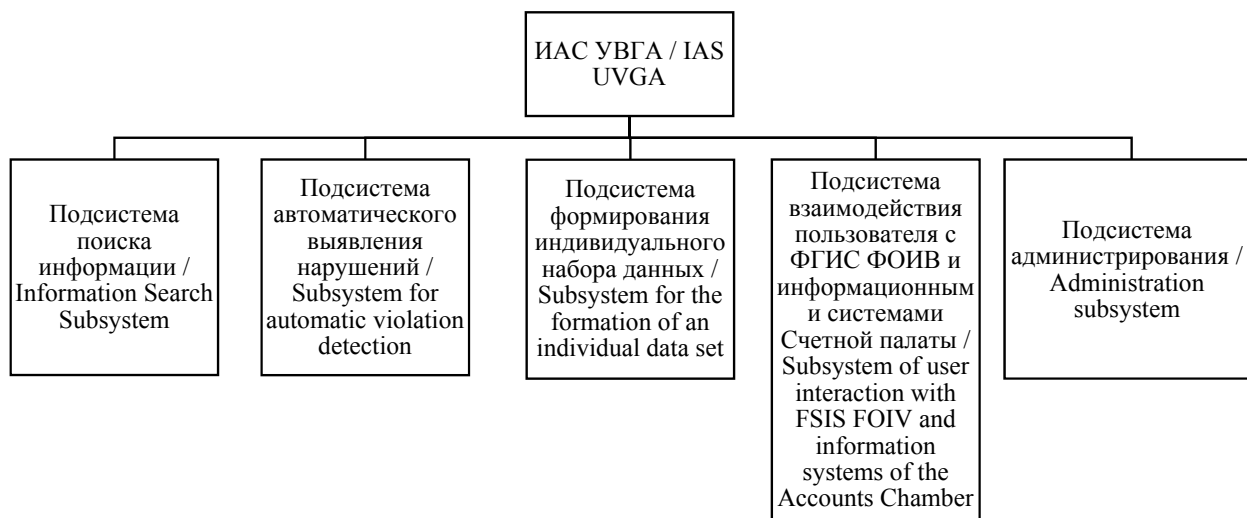 ИАС УВГА / IAS
UVGA
Подсистема
поиска
информации /
Information Search
Subsystem
Подсистема
автоматического
выявления
нарушений /
Subsystem for
automatic violation
detection
Подсистема
формирования
индивидуального
набора данных /
Subsystem for the
formation of an
individual data set
Подсистема
взаимодействия
пользователя с
ФГИС ФОИВ и
информационным
и системами
Счетной палаты /
Subsystem of user
interaction with
FSIS FOIV and
information
systems of the
Accounts Chamber
Подсистема
администрирования /
Administration
subsystem